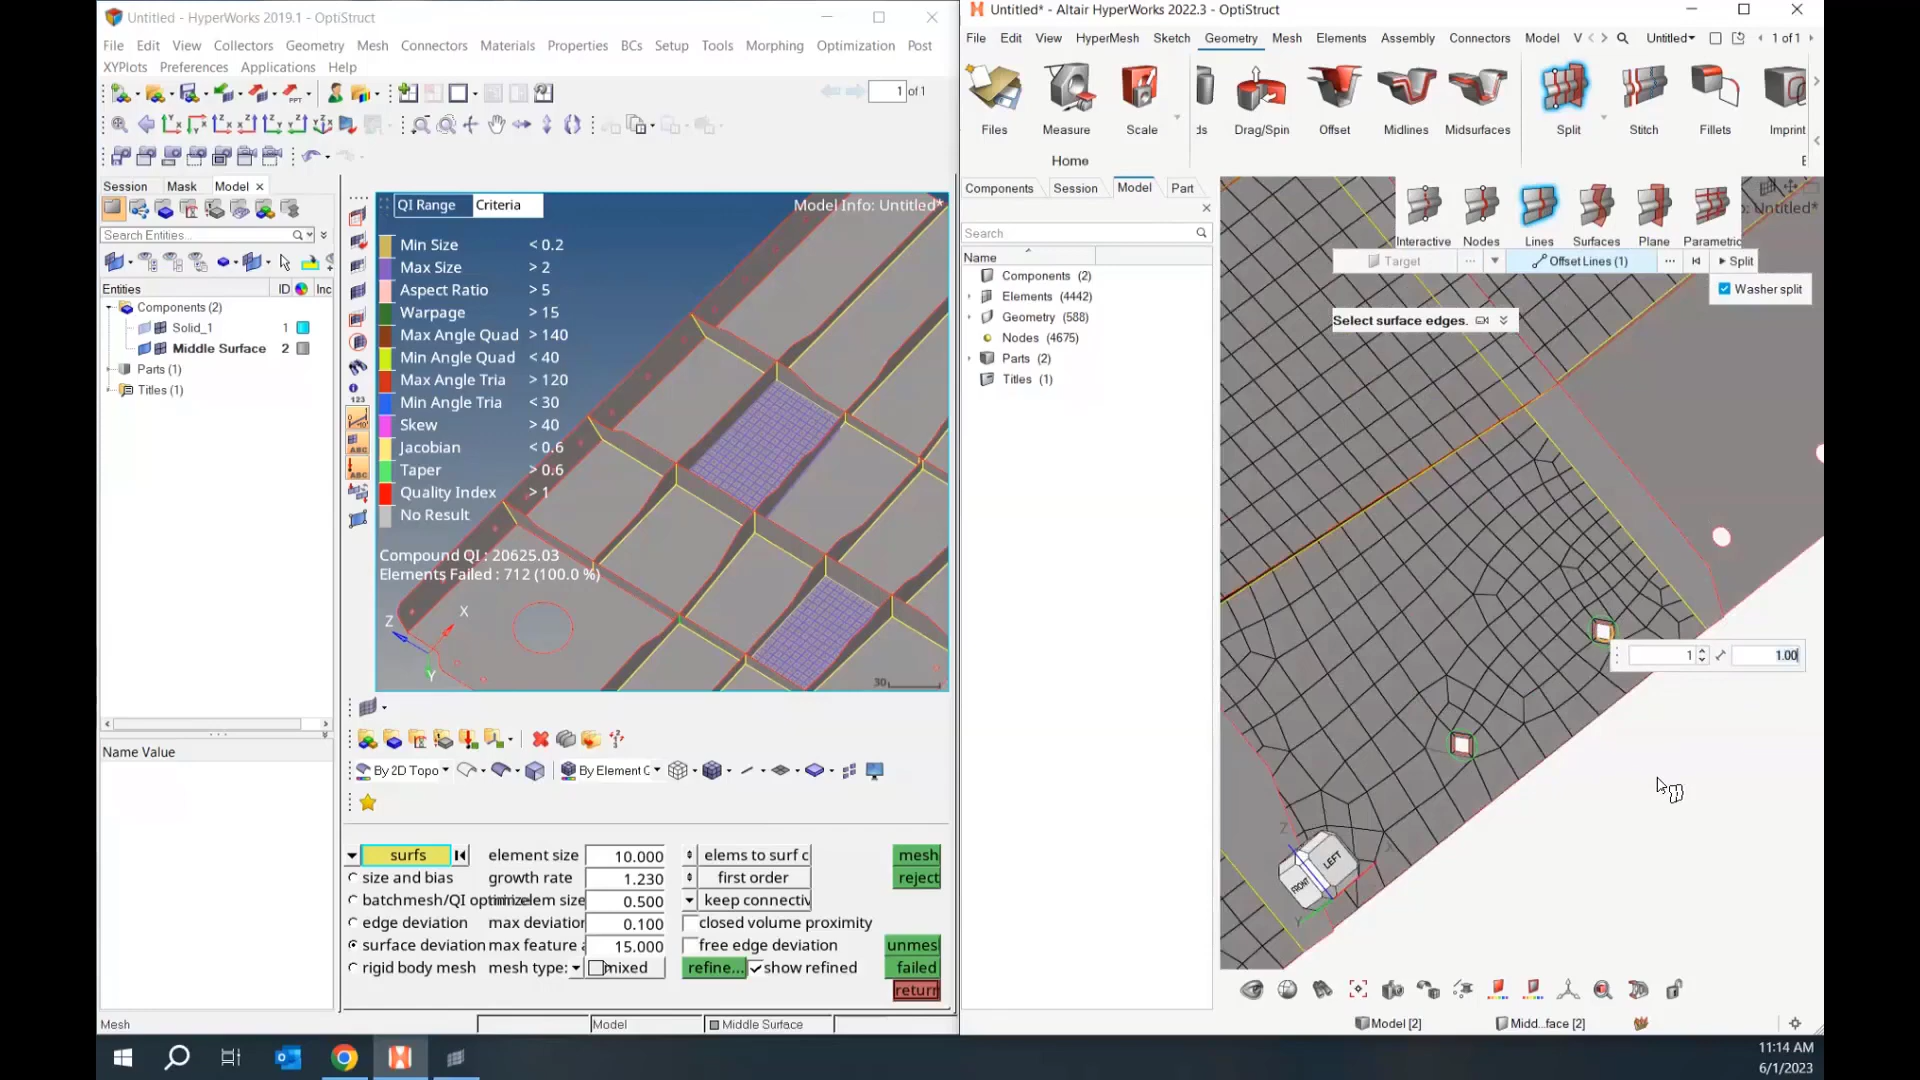 Untitled - HyperWorks 2019.1 - OptiStruct
File Edit View Collectors Geometry Mesh Connectors Materials Properties BCs Setup Tools Morphing Optimization Post
XYPlots Preferences Applications Help
1 of 1
Session Mask Model
Search Entities...
Entities ID Inc
Components (2)
Solid_1 1
Middle Surface 2
Parts (1)
Titles (1)
Name Value
QI Range Criteria
Model Info: Untitled*
Min Size < 0.2
Max Size > 2
Aspect Ratio > 5
Warpage > 15
Max Angle Quad > 140
Min Angle Quad < 40
Max Angle Tria > 120
Min Angle Tria < 30
Skew > 40
Jacobian < 0.6
Taper > 0.6
Quality Index > 1
No Result
Compound QI : 20625.03
Elements Failed : 712 (100.0 %)
X
Z
Y
30
123
ABC
ABC
By 2D Topo
By Element C
surfs element size 10.000 elems to surf c mesh
size and bias growth rate 1.230 first order reject
batchmesh/QI optimize elem size 0.500 keep connectiv
edge deviation max deviation 0.100 closed volume proximity
surface deviation max feature a 15.000 free edge deviation unmes
rigid body mesh mesh type: mixed refine... show refined failed
return
Mesh Model Middle Surface
Untitled* - Altair HyperWorks 2022.3 - OptiStruct
File Edit View HyperMesh Sketch Geometry Mesh Elements Assembly Connectors Model V Untitled 1 of 1
Files Measure Scale ds Drag/Spin Offset Midlines Midsurfaces Split Stitch Fillets Imprint
Home E
Components Session Model Part
Search
Name
Components (2)
Elements (4442)
Geometry (588)
Nodes (4675)
Parts (2)
Titles (1)
Interactive Nodes Lines Surfaces Plane Parametric
: Untitled*
Target ... Offset Lines (1) ... Split
Washer split
Select surface edges.
1 1.00
Z
X
LEFT
FRONT
Y
Model [2] Midd...face [2]
11:14 AM
6/1/2023